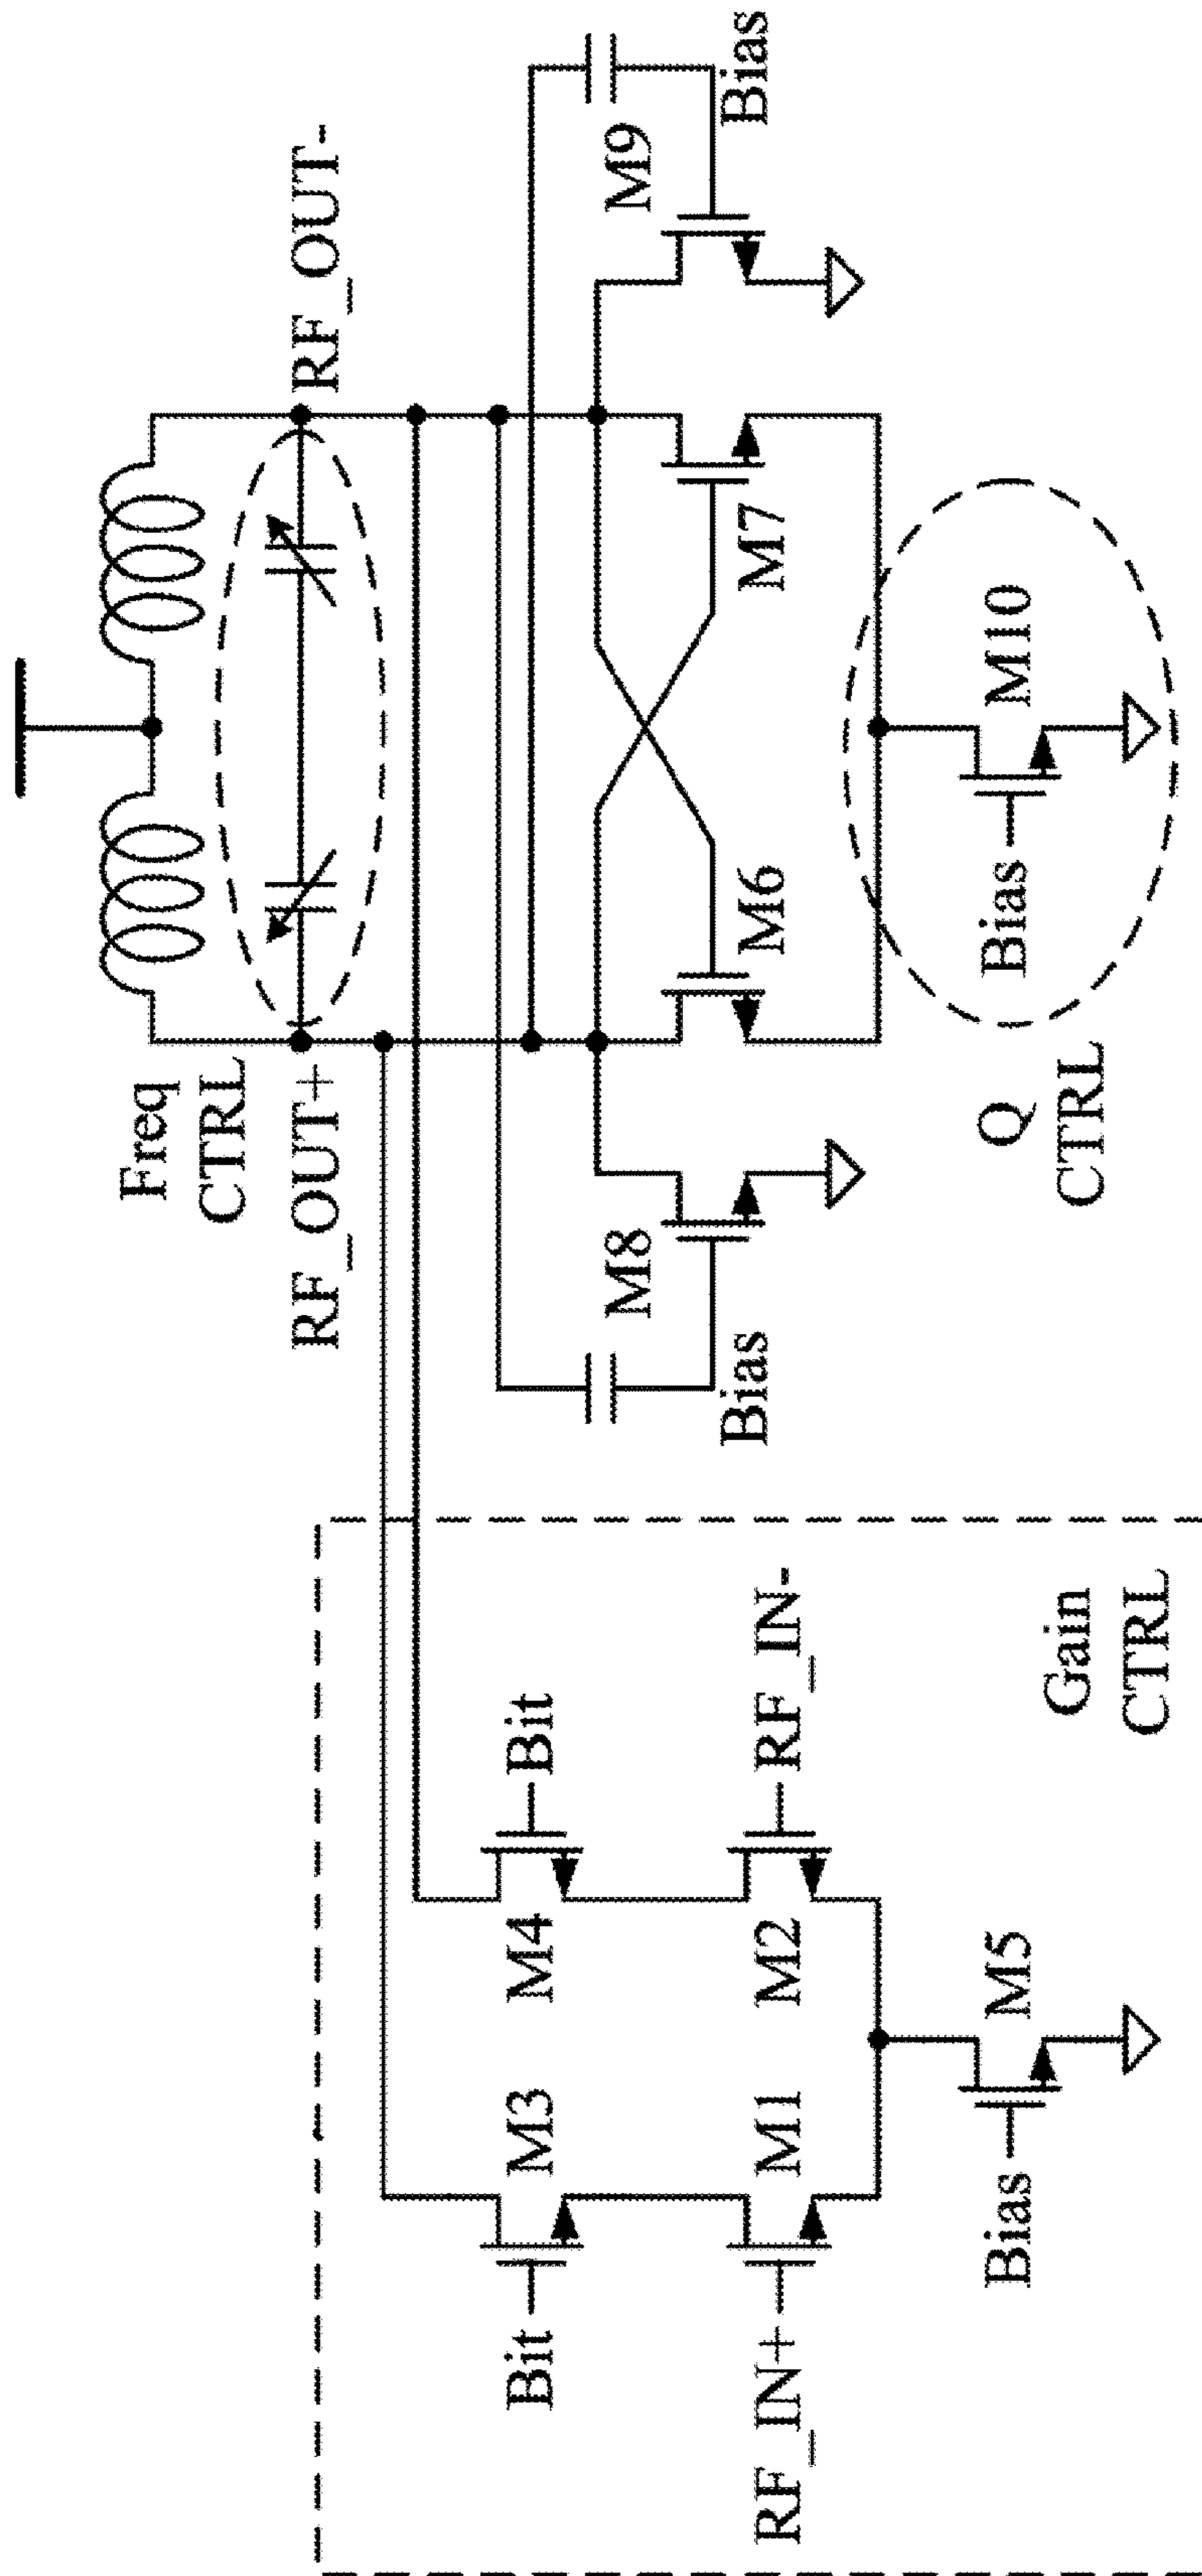 Freq
CTRL
RF_OUT+
RF_OUT-
Bit
M3
M4
Bit
RF_IN+
M1
M2
RF_IN-
Bias
M5
Gain
CTRL
M8
Bias
M6
M7
M9
Bias
Q
CTRL
Bias
M10